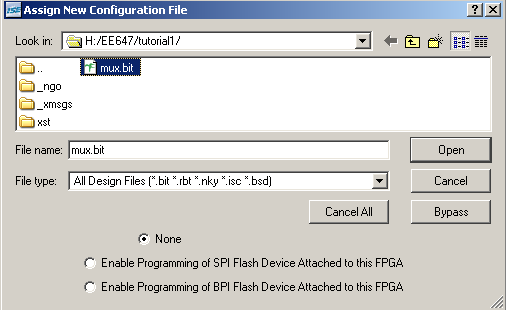 ISE Assign New Configuration File
Look in: H:/EE647/tutorial1/
.. mux.bit
_ngo
_xmsgs
xst
File name: mux.bit Open
File type: All Design Files (*.bit *.rbt *.nky *.isc *.bsd) Cancel
Cancel All Bypass
None
Enable Programming of SPI Flash Device Attached to this FPGA
Enable Programming of BPI Flash Device Attached to this FPGA